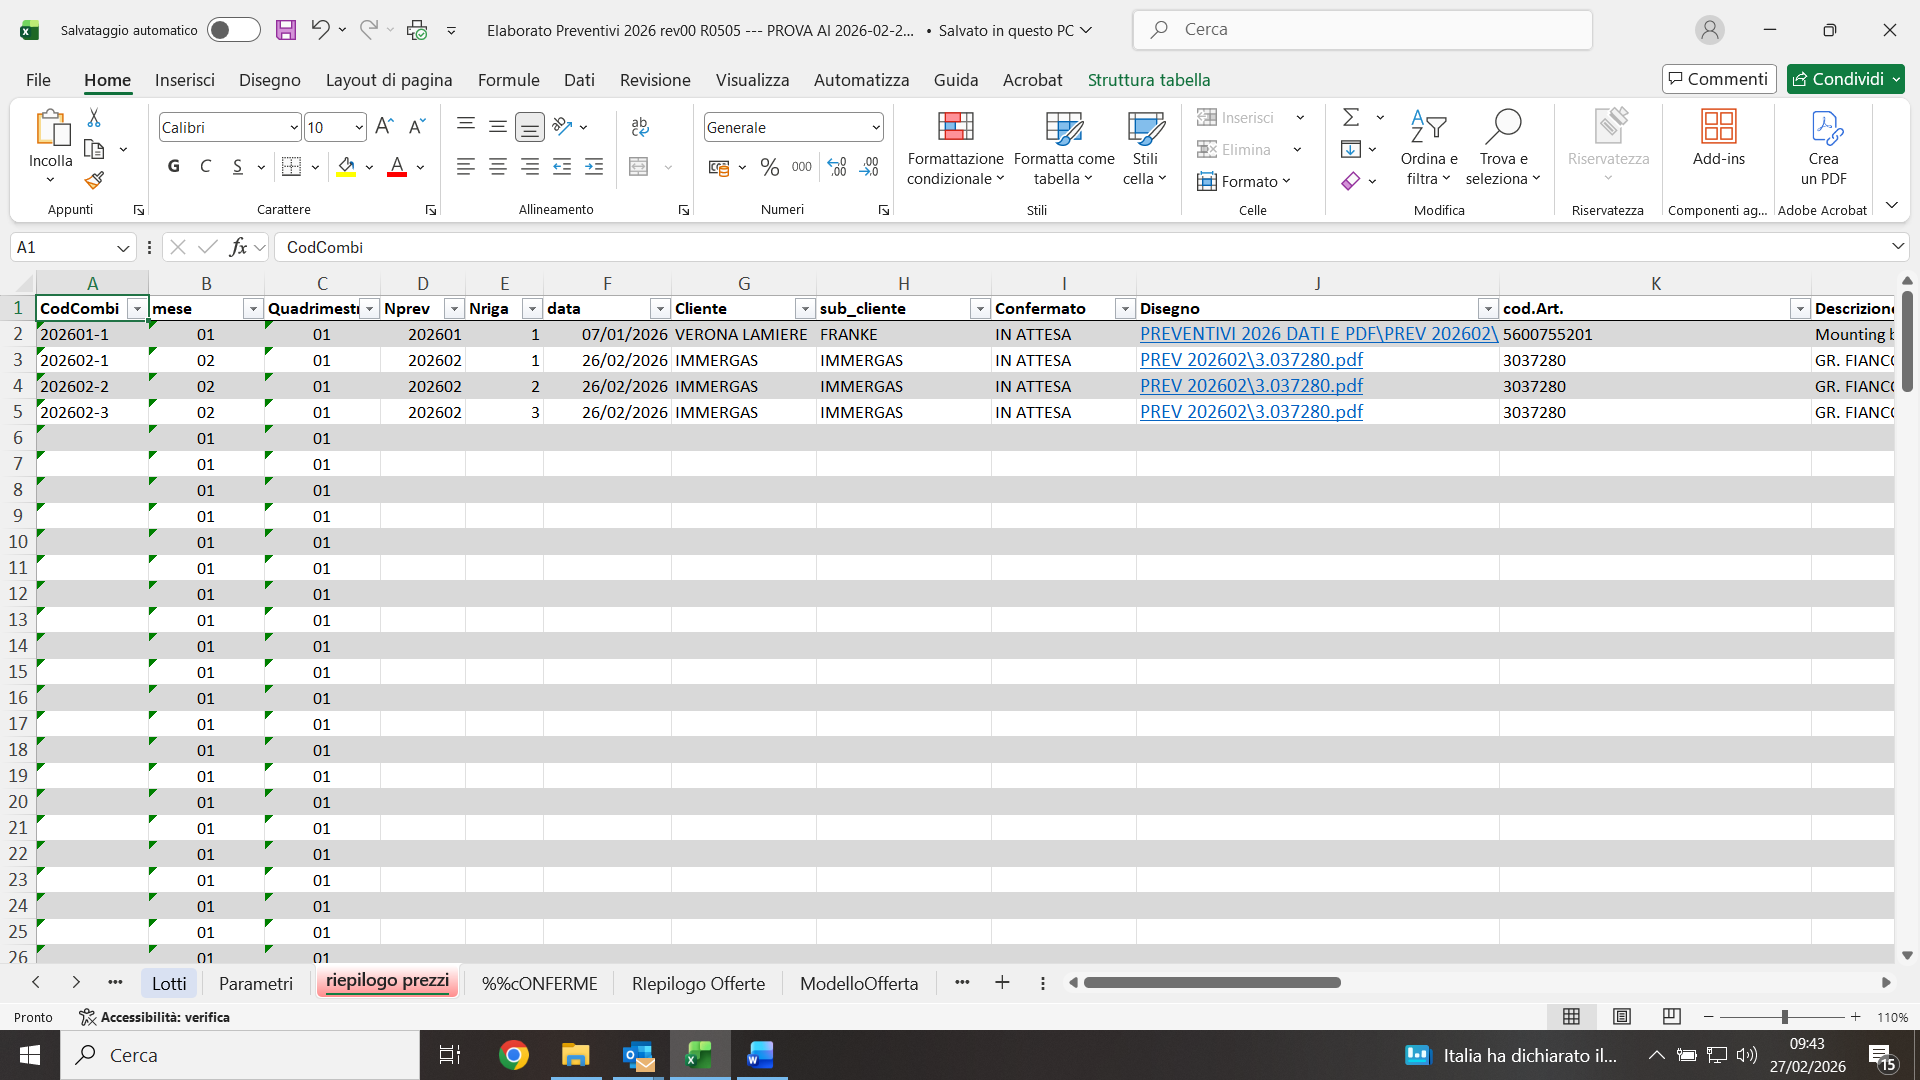 Salvataggio automatico
Elaborato Preventivi 2026 rev00 R0505 --- PROVA AI 2026-02-2... • Salvato in questo PC
Cerca
File Home Inserisci Disegno Layout di pagina Formule Dati Revisione Visualizza Automatizza Guida Acrobat Struttura tabella
Commenti Condividi
Incolla
Appunti
Calibri 10
G C S
A A
Carattere
ab
Allineamento
Generale
% 000
Numeri
Formattazione condizionale
Formatta come tabella
Stili cella
Stili
Inserisci
Elimina
Formato
Celle
Ordina e filtra
Trova e seleziona
Modifica
Riservatezza
Riservatezza
Add-ins
Componenti ag...
Crea un PDF
Adobe Acrobat
A1 fx CodCombi
A B C D E F G H I J K
1 CodCombi mese Quadrimestr Nprev Nriga data Cliente sub_cliente Confermato Disegno cod.Art. Descrizione
2 202601-1 01 01 202601 1 07/01/2026 VERONA LAMIERE FRANKE IN ATTESA PREVENTIVI 2026 DATI E PDF\PREV 202602\ 5600755201 Mounting b
3 202602-1 02 01 202602 1 26/02/2026 IMMERGAS IMMERGAS IN ATTESA PREV 202602\3.037280.pdf 3037280 GR. FIANCO
4 202602-2 02 01 202602 2 26/02/2026 IMMERGAS IMMERGAS IN ATTESA PREV 202602\3.037280.pdf 3037280 GR. FIANCO
5 202602-3 02 01 202602 3 26/02/2026 IMMERGAS IMMERGAS IN ATTESA PREV 202602\3.037280.pdf 3037280 GR. FIANCO
6 01 01
7 01 01
8 01 01
9 01 01
10 01 01
11 01 01
12 01 01
13 01 01
14 01 01
15 01 01
16 01 01
17 01 01
18 01 01
19 01 01
20 01 01
21 01 01
22 01 01
23 01 01
24 01 01
25 01 01
26 01 01
Lotti Parametri riepilogo prezzi %%cONFERME RIepilogo Offerte ModelloOfferta
Pronto Accessibilità: verifica
110%
Cerca
Italia ha dichiarato il...
09:43
27/02/2026
15